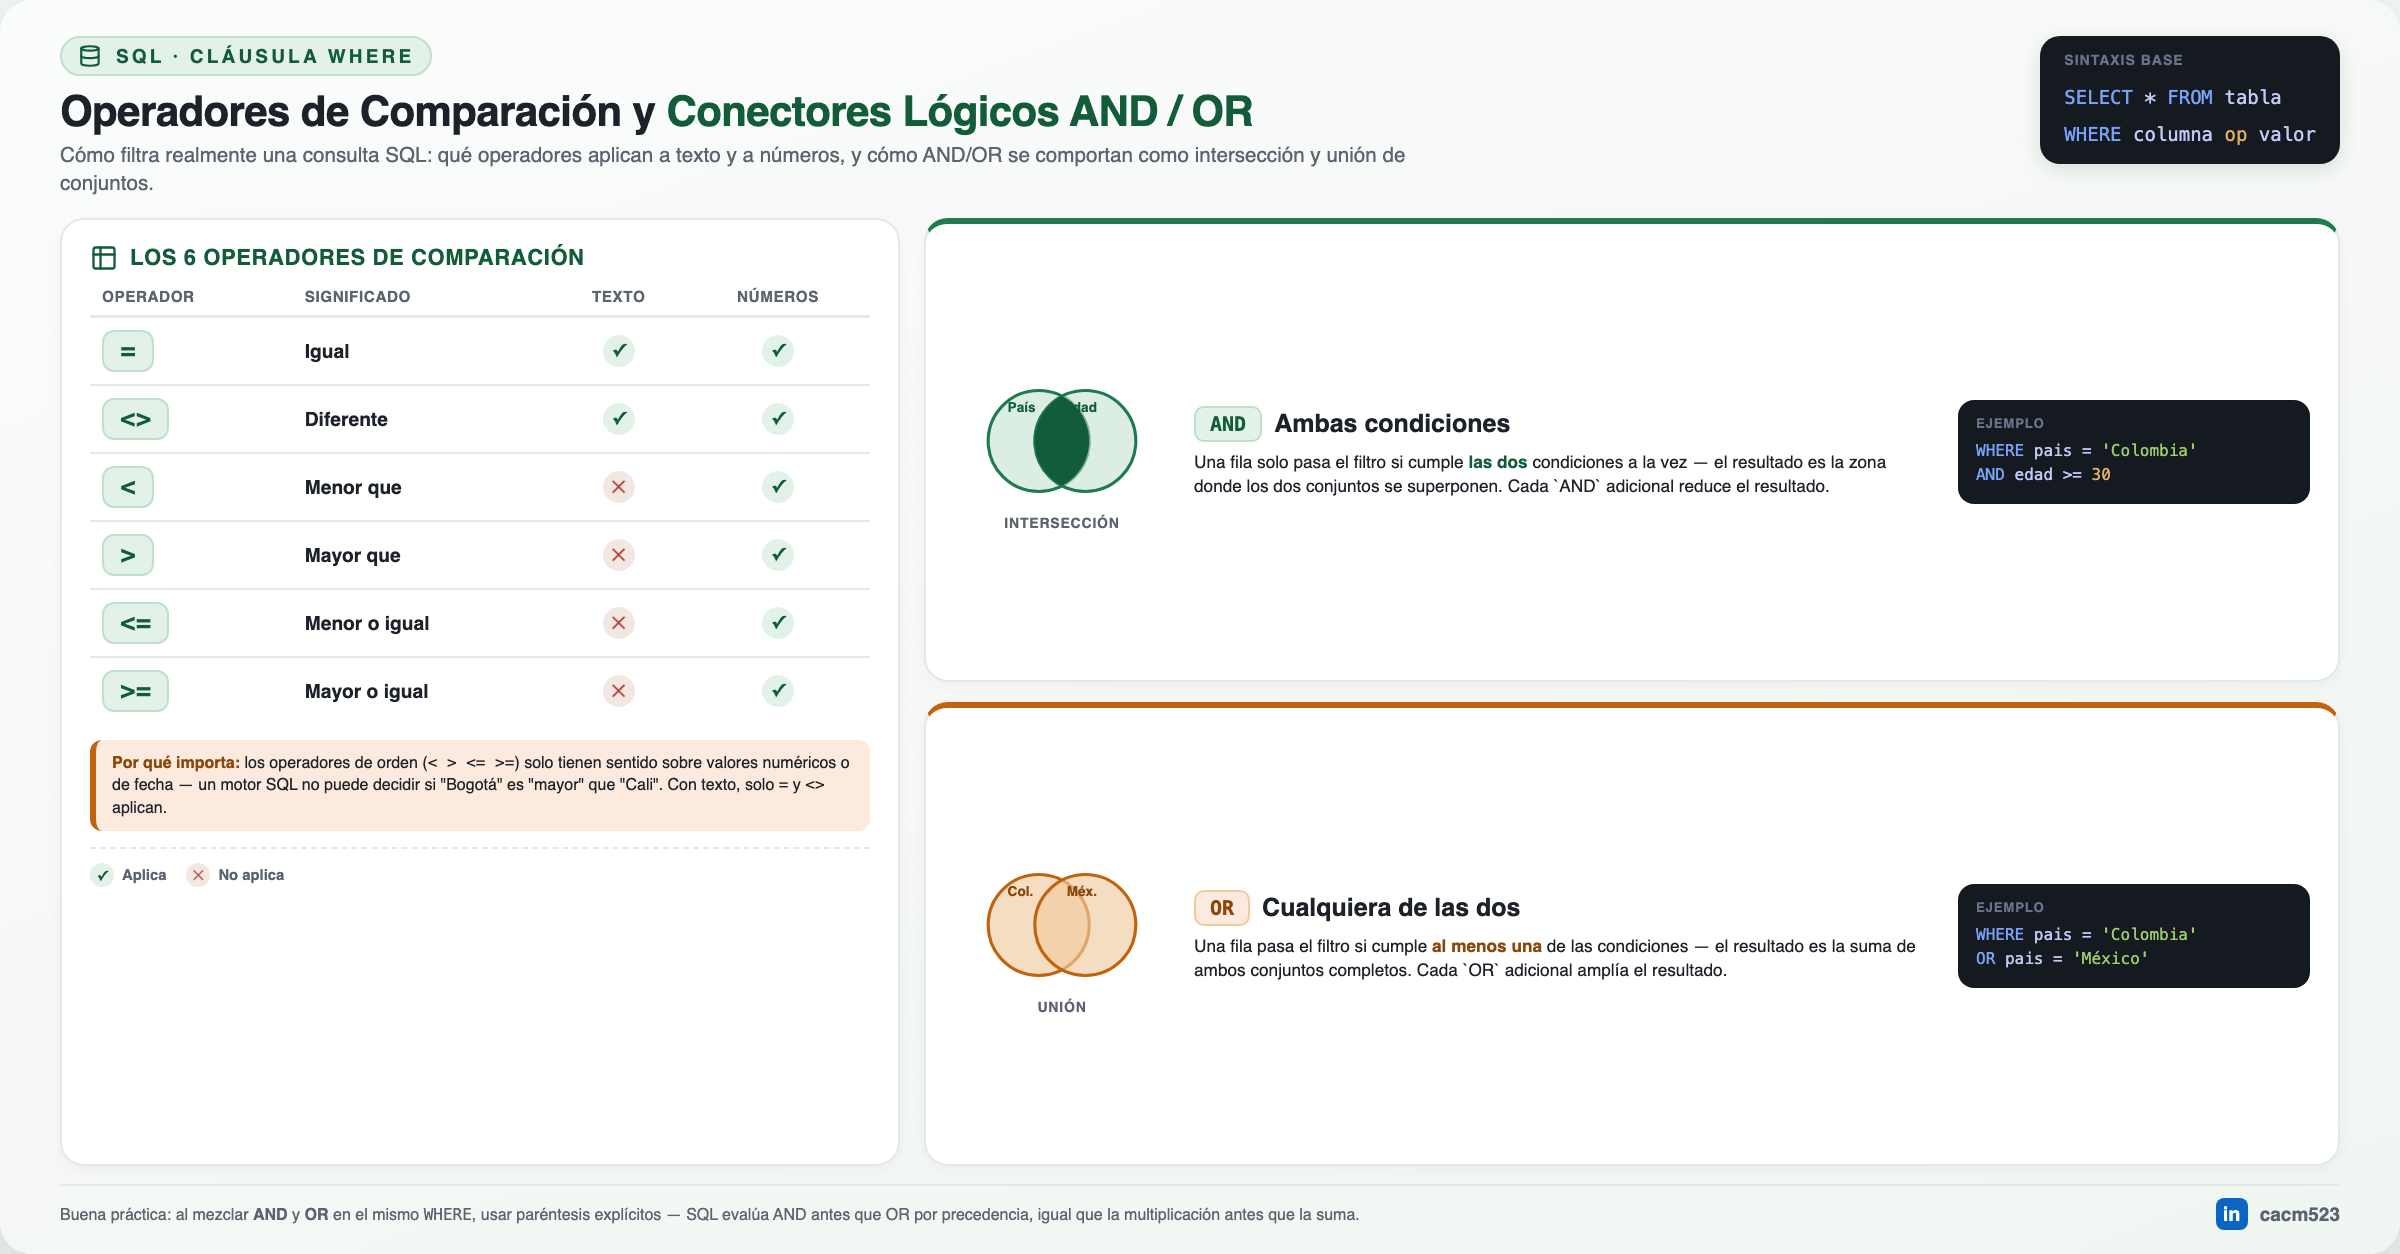 SQL · CLÁUSULA WHERE
Operadores de Comparación y Conectores Lógicos AND / OR
Cómo filtra realmente una consulta SQL: qué operadores aplican a texto y a números, y cómo AND/OR se comportan como intersección y unión de
conjuntos.
SINTAXIS BASE
SELECT * FROM tabla
WHERE columna op valor
LOS 6 OPERADORES DE COMPARACIÓN
OPERADOR SIGNIFICADO TEXTO NÚMEROS
= Igual ✓ ✓
<> Diferente ✓ ✓
< Menor que ✕ ✓
> Mayor que ✕ ✓
<= Menor o igual ✕ ✓
>= Mayor o igual ✕ ✓
Por qué importa: los operadores de orden (< > <= >=) solo tienen sentido sobre valores numéricos o
de fecha — un motor SQL no puede decidir si "Bogotá" es "mayor" que "Cali". Con texto, solo = y <>
aplican.
✓ Aplica ✕ No aplica
País dad
INTERSECCIÓN
AND Ambas condiciones
Una fila solo pasa el filtro si cumple las dos condiciones a la vez — el resultado es la zona
donde los dos conjuntos se superponen. Cada `AND` adicional reduce el resultado.
EJEMPLO
WHERE pais = 'Colombia'
AND edad >= 30
Col. Méx.
UNIÓN
OR Cualquiera de las dos
Una fila pasa el filtro si cumple al menos una de las condiciones — el resultado es la suma de
ambos conjuntos completos. Cada `OR` adicional amplía el resultado.
EJEMPLO
WHERE pais = 'Colombia'
OR pais = 'México'
Buena práctica: al mezclar AND y OR en el mismo WHERE, usar paréntesis explícitos — SQL evalúa AND antes que OR por precedencia, igual que la multiplicación antes que la suma.
in cacm523